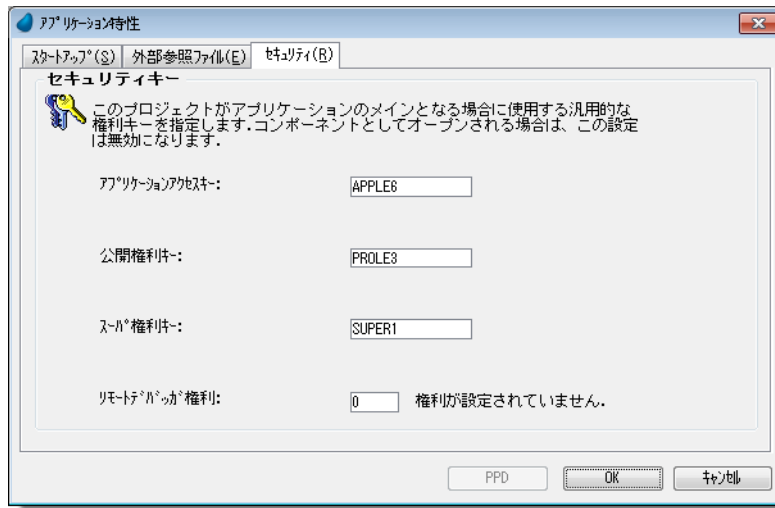 ｱﾌﾟﾘｹｰｼｮﾝ特性
ｽﾀｰﾄｱｯﾌﾟ(S)
外部参照ﾌｧｲﾙ(E)
ｾｷｭﾘﾃｨ(R)
セキュリティキー
このプロジェクトがアプリケーションのメインとなる場合に使用する汎用的な
権利キーを指定します.コンポーネントとしてオープンされる場合は、この設定
は無効になります.
ｱﾌﾟﾘｹｰｼｮﾝｱｸｾｽｷｰ: APPLE6
公開権利ｷｰ: PROLE3
ｽｰﾊﾟ権利ｷｰ: SUPER1
ﾘﾓｰﾄﾃﾞﾊﾞｯｶﾞ権利: 0 権利が設定されていません.
PPD
OK
ｷｬﾝｾﾙ